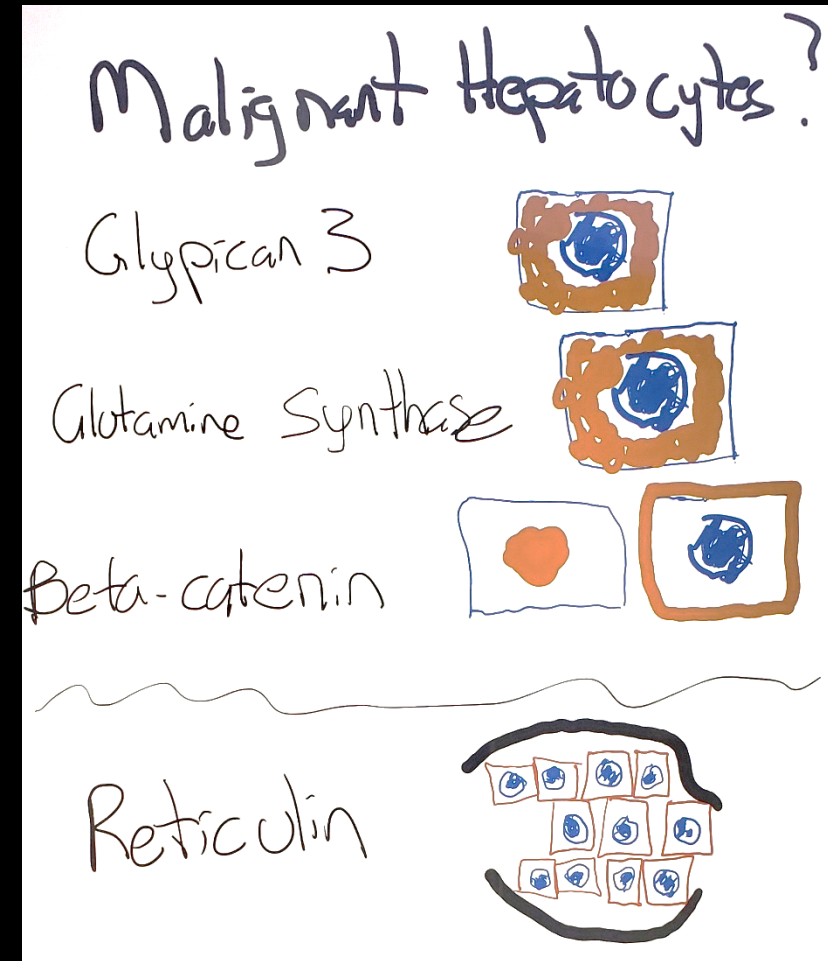 Malignant Hepatocytes?
Glypican 3
Glutamine Synthase
Beta-catenin
Reticulin